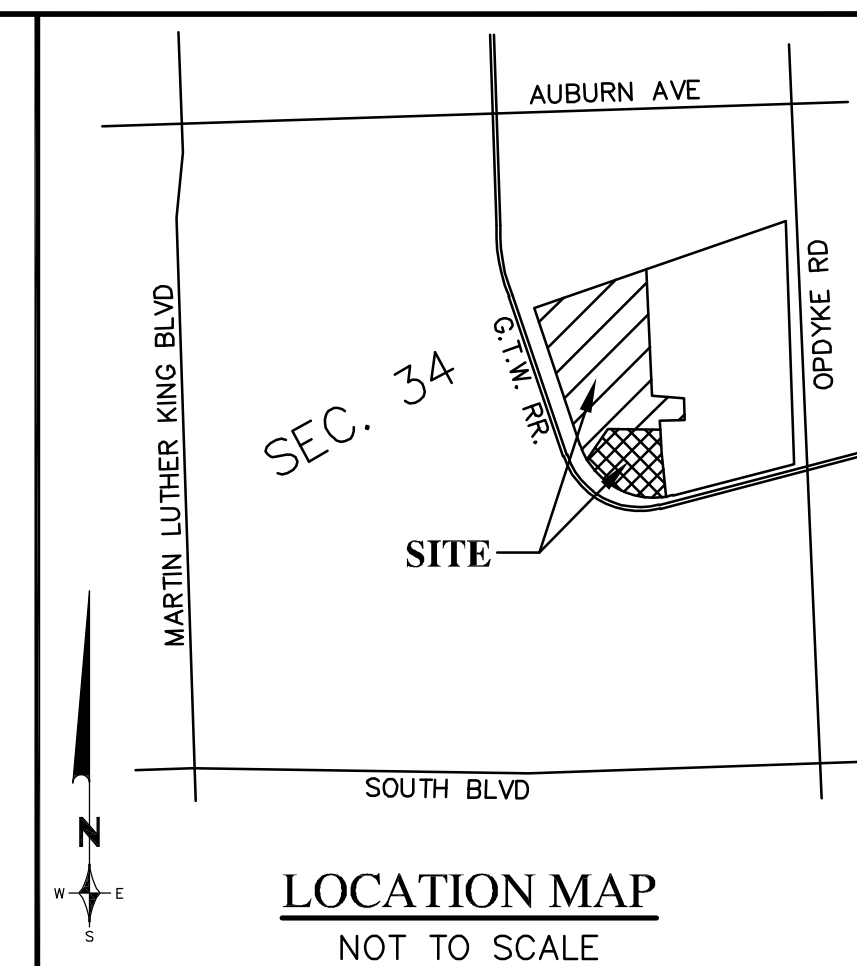 AUBURN AVE
OPDYKE RD
MARTIN LUTHER KING BLVD
G.T.W. RR.
SEC. 34
SITE
SOUTH BLVD
N
W E
S
LOCATION MAP
NOT TO SCALE